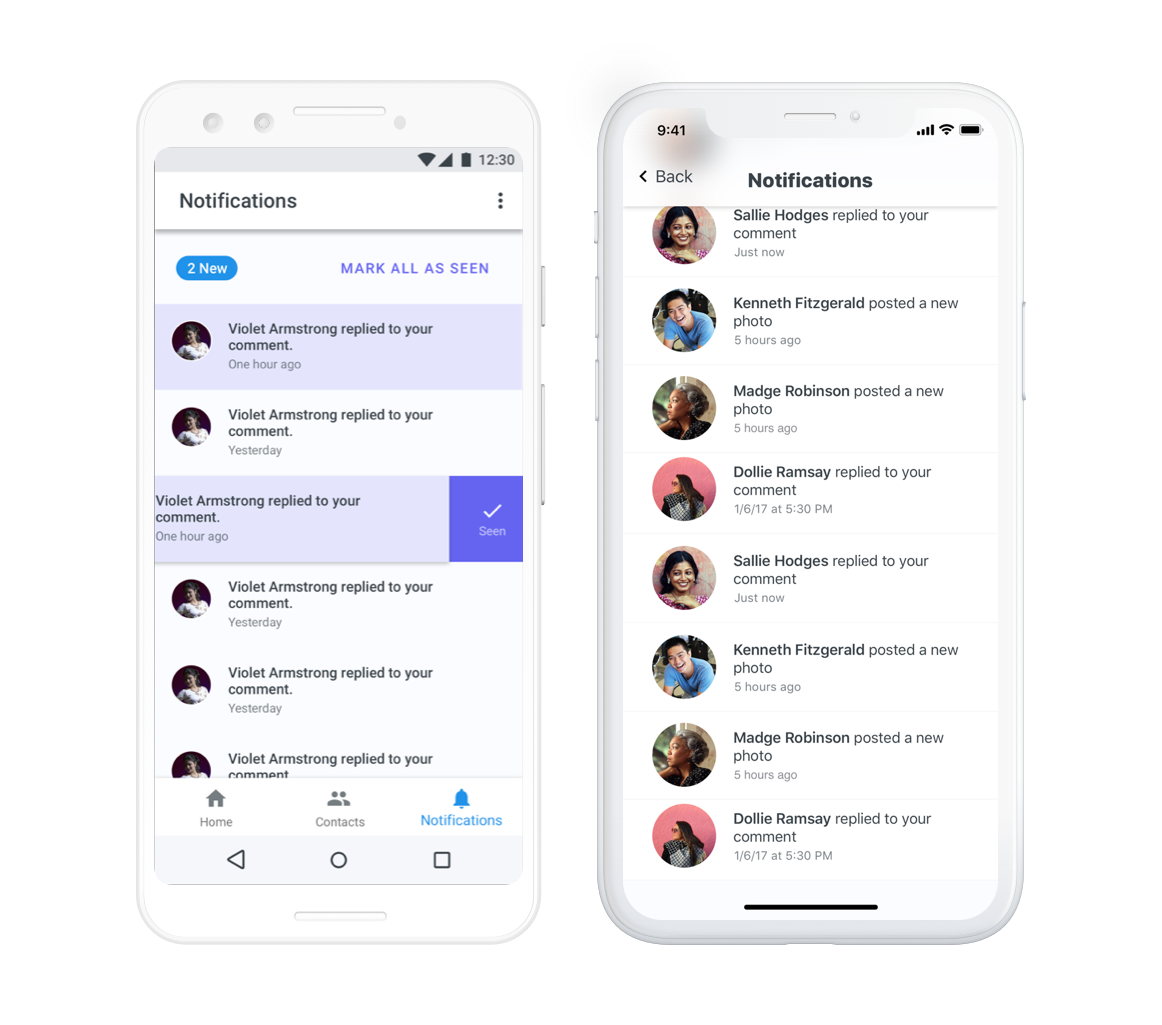 12:30
Notifications
2 New
MARK ALL AS SEEN
Violet Armstrong replied to your
comment.
One hour ago
Violet Armstrong replied to your
comment.
Yesterday
Violet Armstrong replied to your
comment.
One hour ago
Seen
Violet Armstrong replied to your
comment.
Yesterday
Violet Armstrong replied to your
comment.
Yesterday
Violet Armstrong replied to your
comment
Home
Contacts
Notifications
9:41
Back
Notifications
Sallie Hodges replied to your
comment
Just now
Kenneth Fitzgerald posted a new
photo
5 hours ago
Madge Robinson posted a new
photo
5 hours ago
Dollie Ramsay replied to your
comment
1/6/17 at 5:30 PM
Sallie Hodges replied to your
comment
Just now
Kenneth Fitzgerald posted a new
photo
5 hours ago
Madge Robinson posted a new
photo
5 hours ago
Dollie Ramsay replied to your
comment
1/6/17 at 5:30 PM